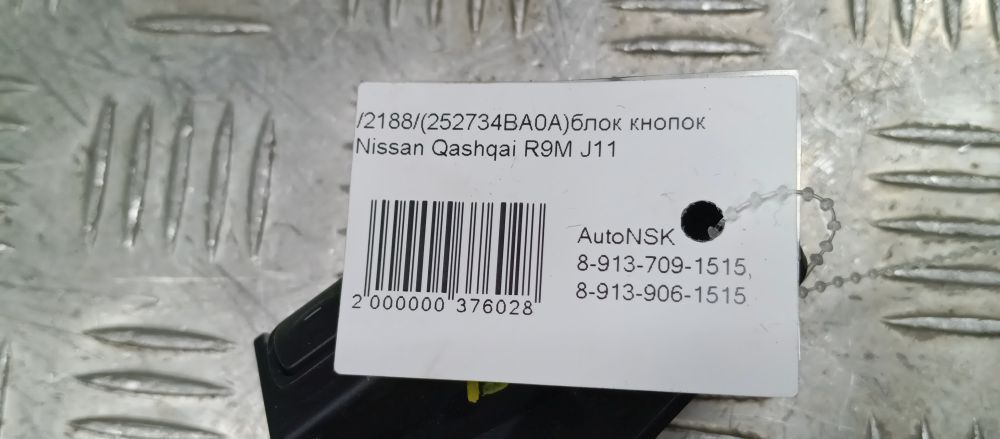 /2188/(252734BA0A)блок кнопок
Nissan Qashqai R9M J11
AutoNSK
8-913-709-1515,
8-913-906-1515
2 000000 376028